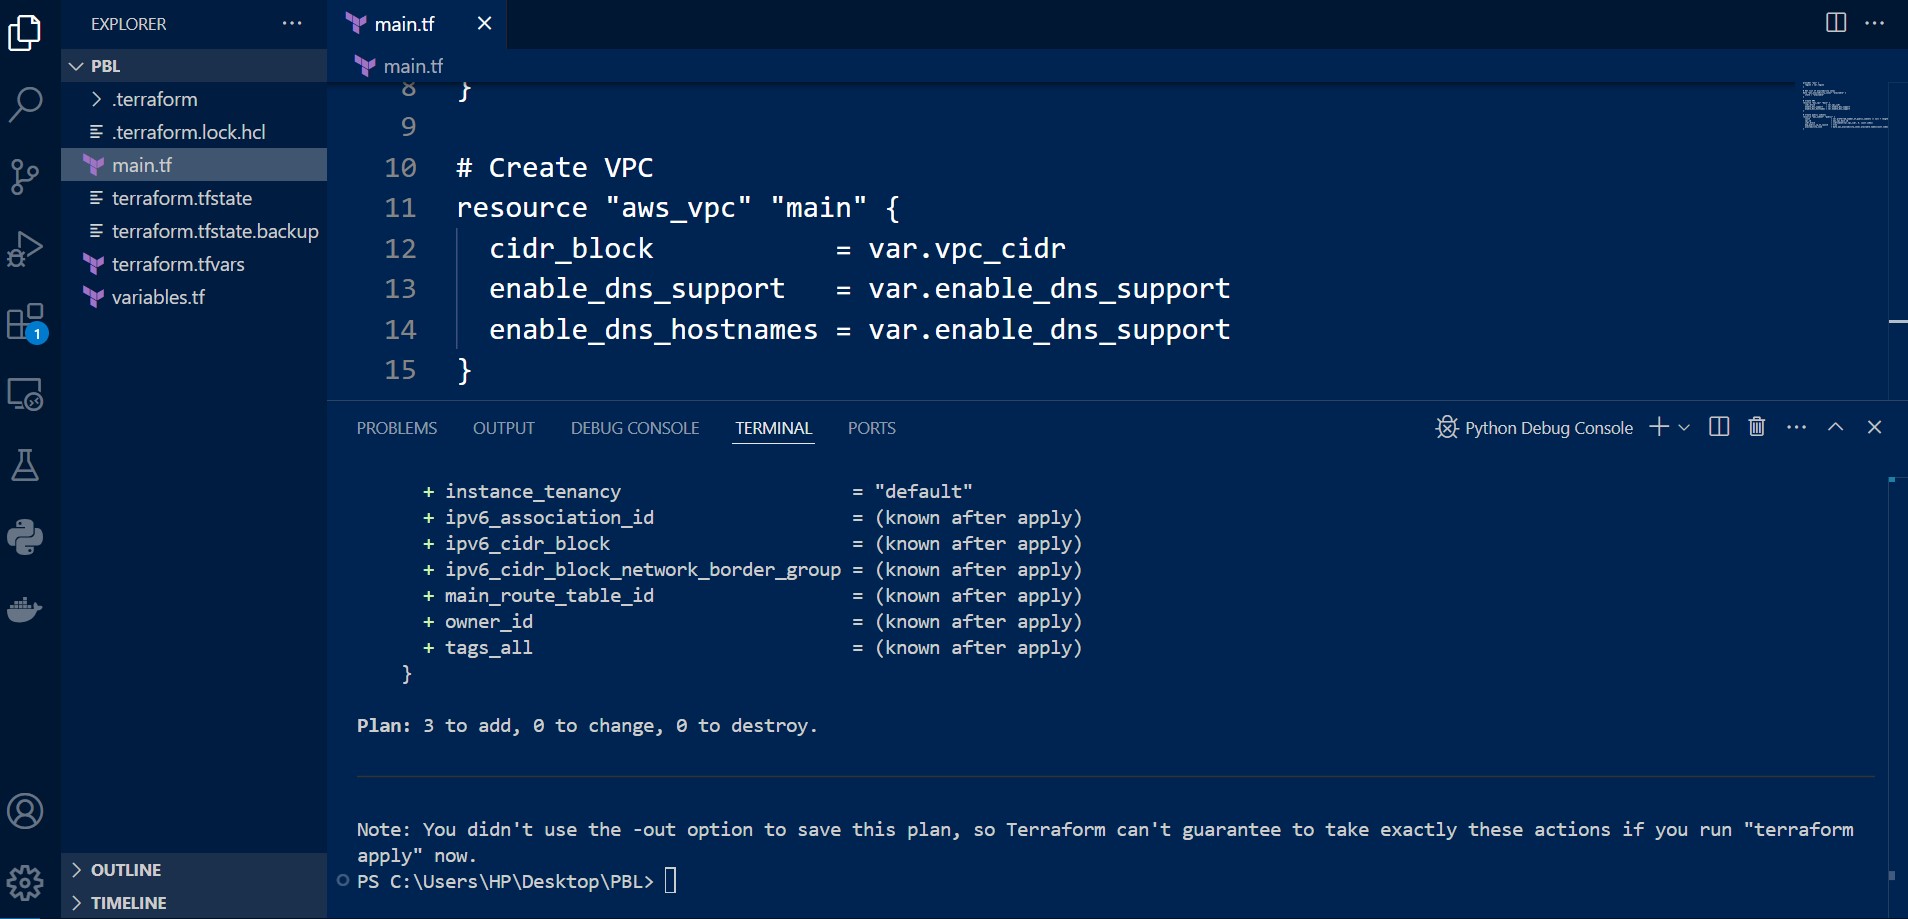 EXPLORER
PBL
.terraform
.terraform.lock.hcl
main.tf
terraform.tfstate
terraform.tfstate.backup
terraform.tfvars
variables.tf
1
OUTLINE
TIMELINE
main.tf
main.tf
8 }
9
10 # Create VPC
11 resource "aws_vpc" "main" {
12 cidr_block = var.vpc_cidr
13 enable_dns_support = var.enable_dns_support
14 enable_dns_hostnames = var.enable_dns_support
15 }
PROBLEMS OUTPUT DEBUG CONSOLE TERMINAL PORTS Python Debug Console
+ instance_tenancy = "default"
+ ipv6_association_id = (known after apply)
+ ipv6_cidr_block = (known after apply)
+ ipv6_cidr_block_network_border_group = (known after apply)
+ main_route_table_id = (known after apply)
+ owner_id = (known after apply)
+ tags_all = (known after apply)
}
Plan: 3 to add, 0 to change, 0 to destroy.
Note: You didn't use the -out option to save this plan, so Terraform can't guarantee to take exactly these actions if you run "terraform
apply" now.
PS C:\Users\HP\Desktop\PBL>